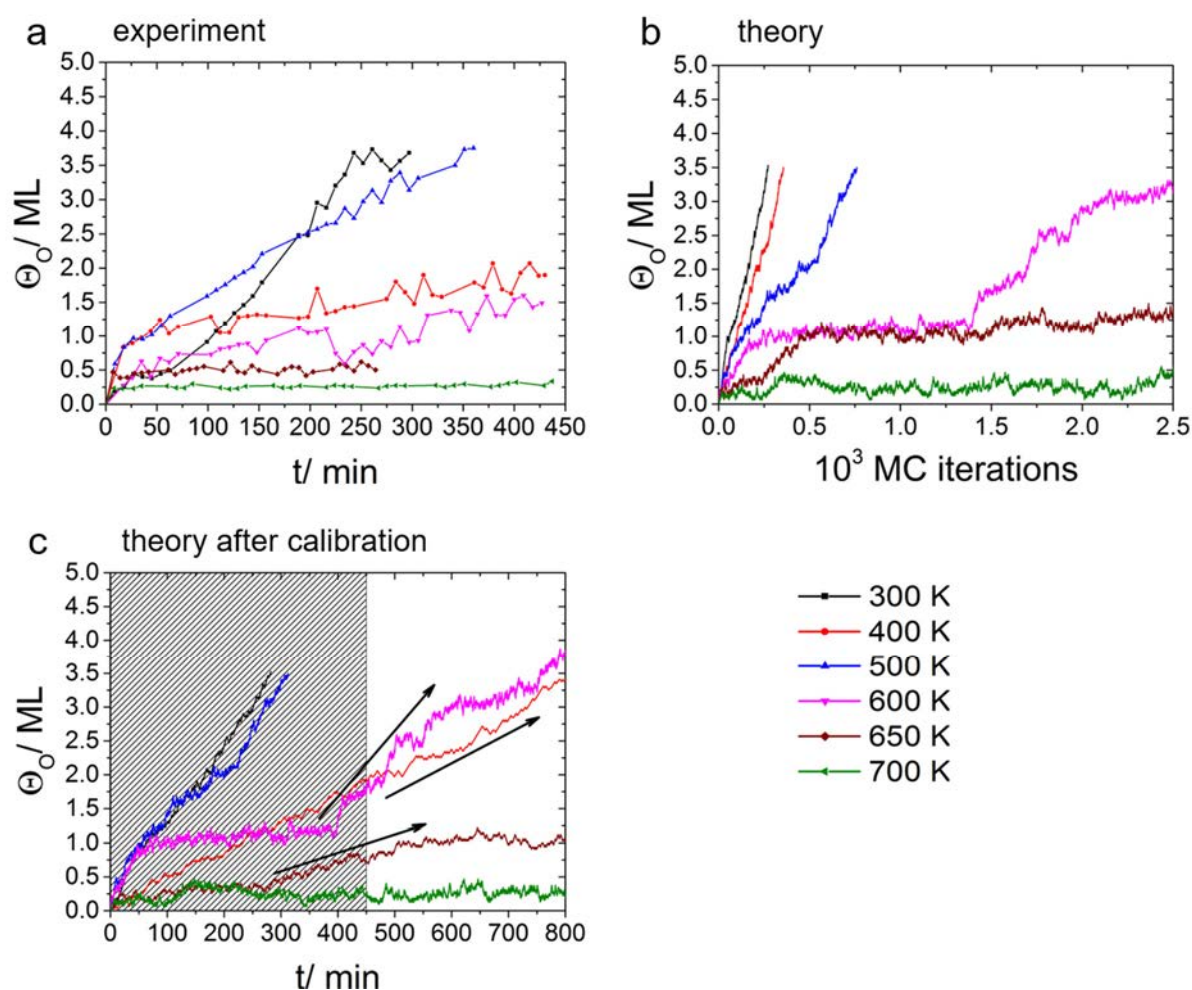 a experiment
5.0
4.5
4.0
3.5
3.0
2.5
2.0
1.5
1.0
0.5
0.0
Θ_O/ ML
0 50 100 150 200 250 300 350 400 450
t/ min
b theory
5.0
4.5
4.0
3.5
3.0
2.5
2.0
1.5
1.0
0.5
0.0
Θ_O/ ML
0.0 0.5 1.0 1.5 2.0 2.5
10³ MC iterations
c theory after calibration
5.0
4.5
4.0
3.5
3.0
2.5
2.0
1.5
1.0
0.5
0.0
Θ_O/ ML
0 100 200 300 400 500 600 700 800
t/ min
300 K
400 K
500 K
600 K
650 K
700 K